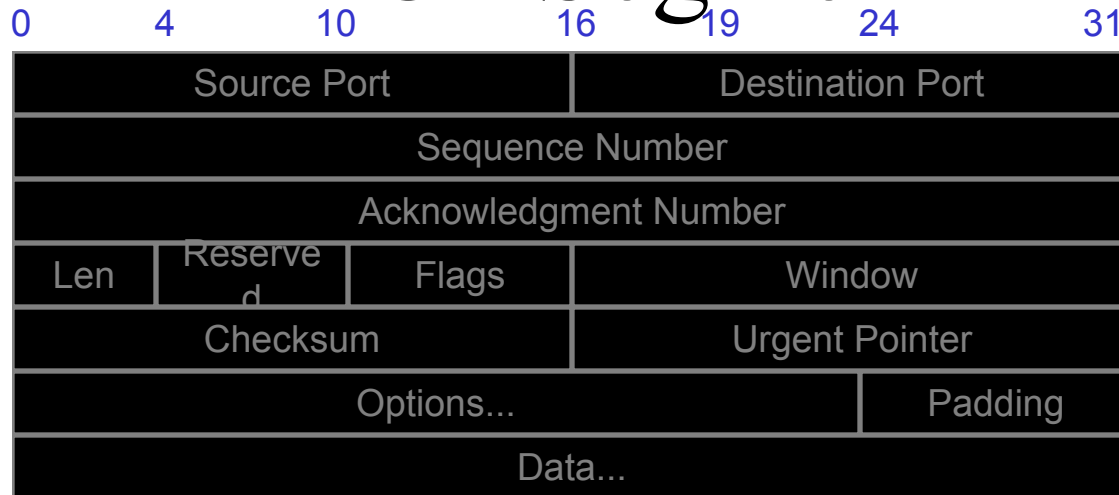 0 4 10 16 19 24 31
Source Port Destination Port
Sequence Number
Acknowledgment Number
Len Reserve
d Flags Window
Checksum Urgent Pointer
Options... Padding
Data...